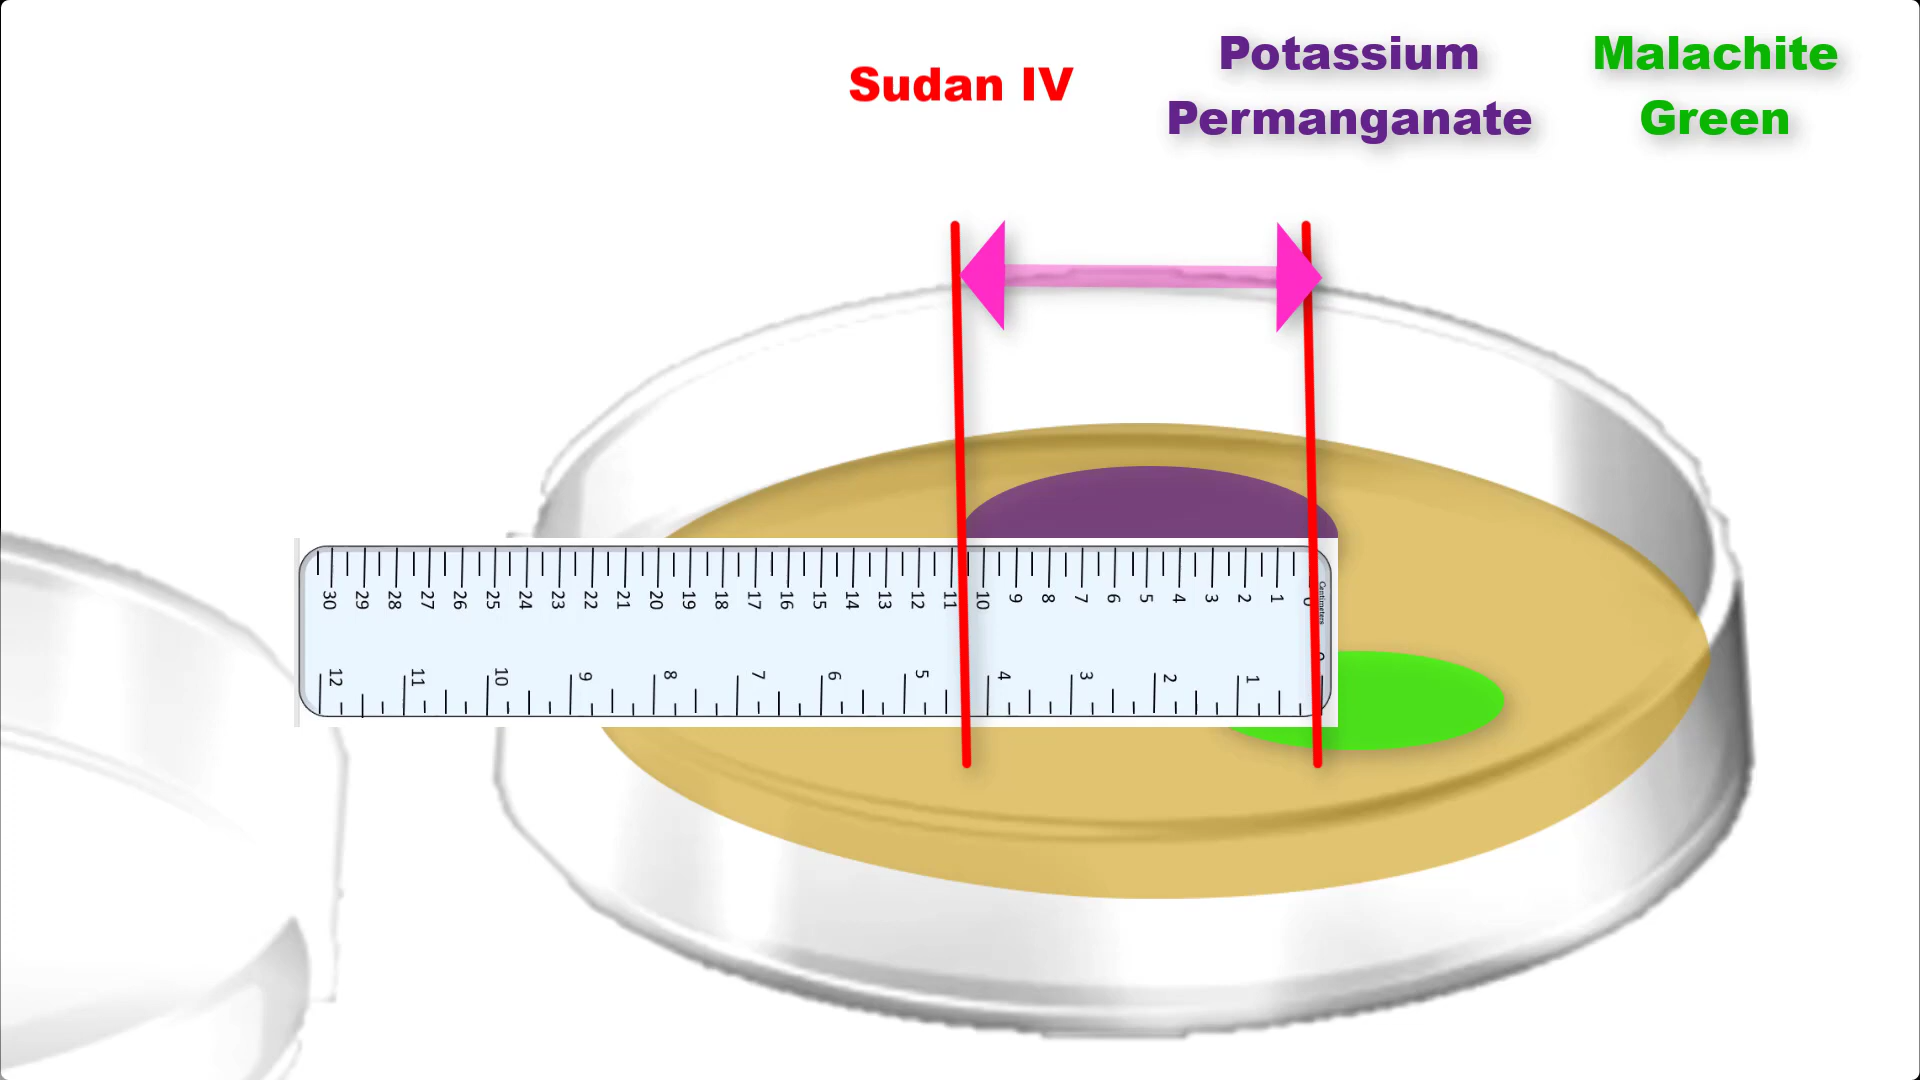 Sudan IV
Potassium
Permanganate
Malachite
Green
30 29 28 27 26 25 24 23 22 21 20 19 18 17 16 15 14 13 12 11 10 9 8 7 6 5 4 3 2 1 0
Centimeters
12 11 10 9 8 7 6 5 4 3 2 1 0